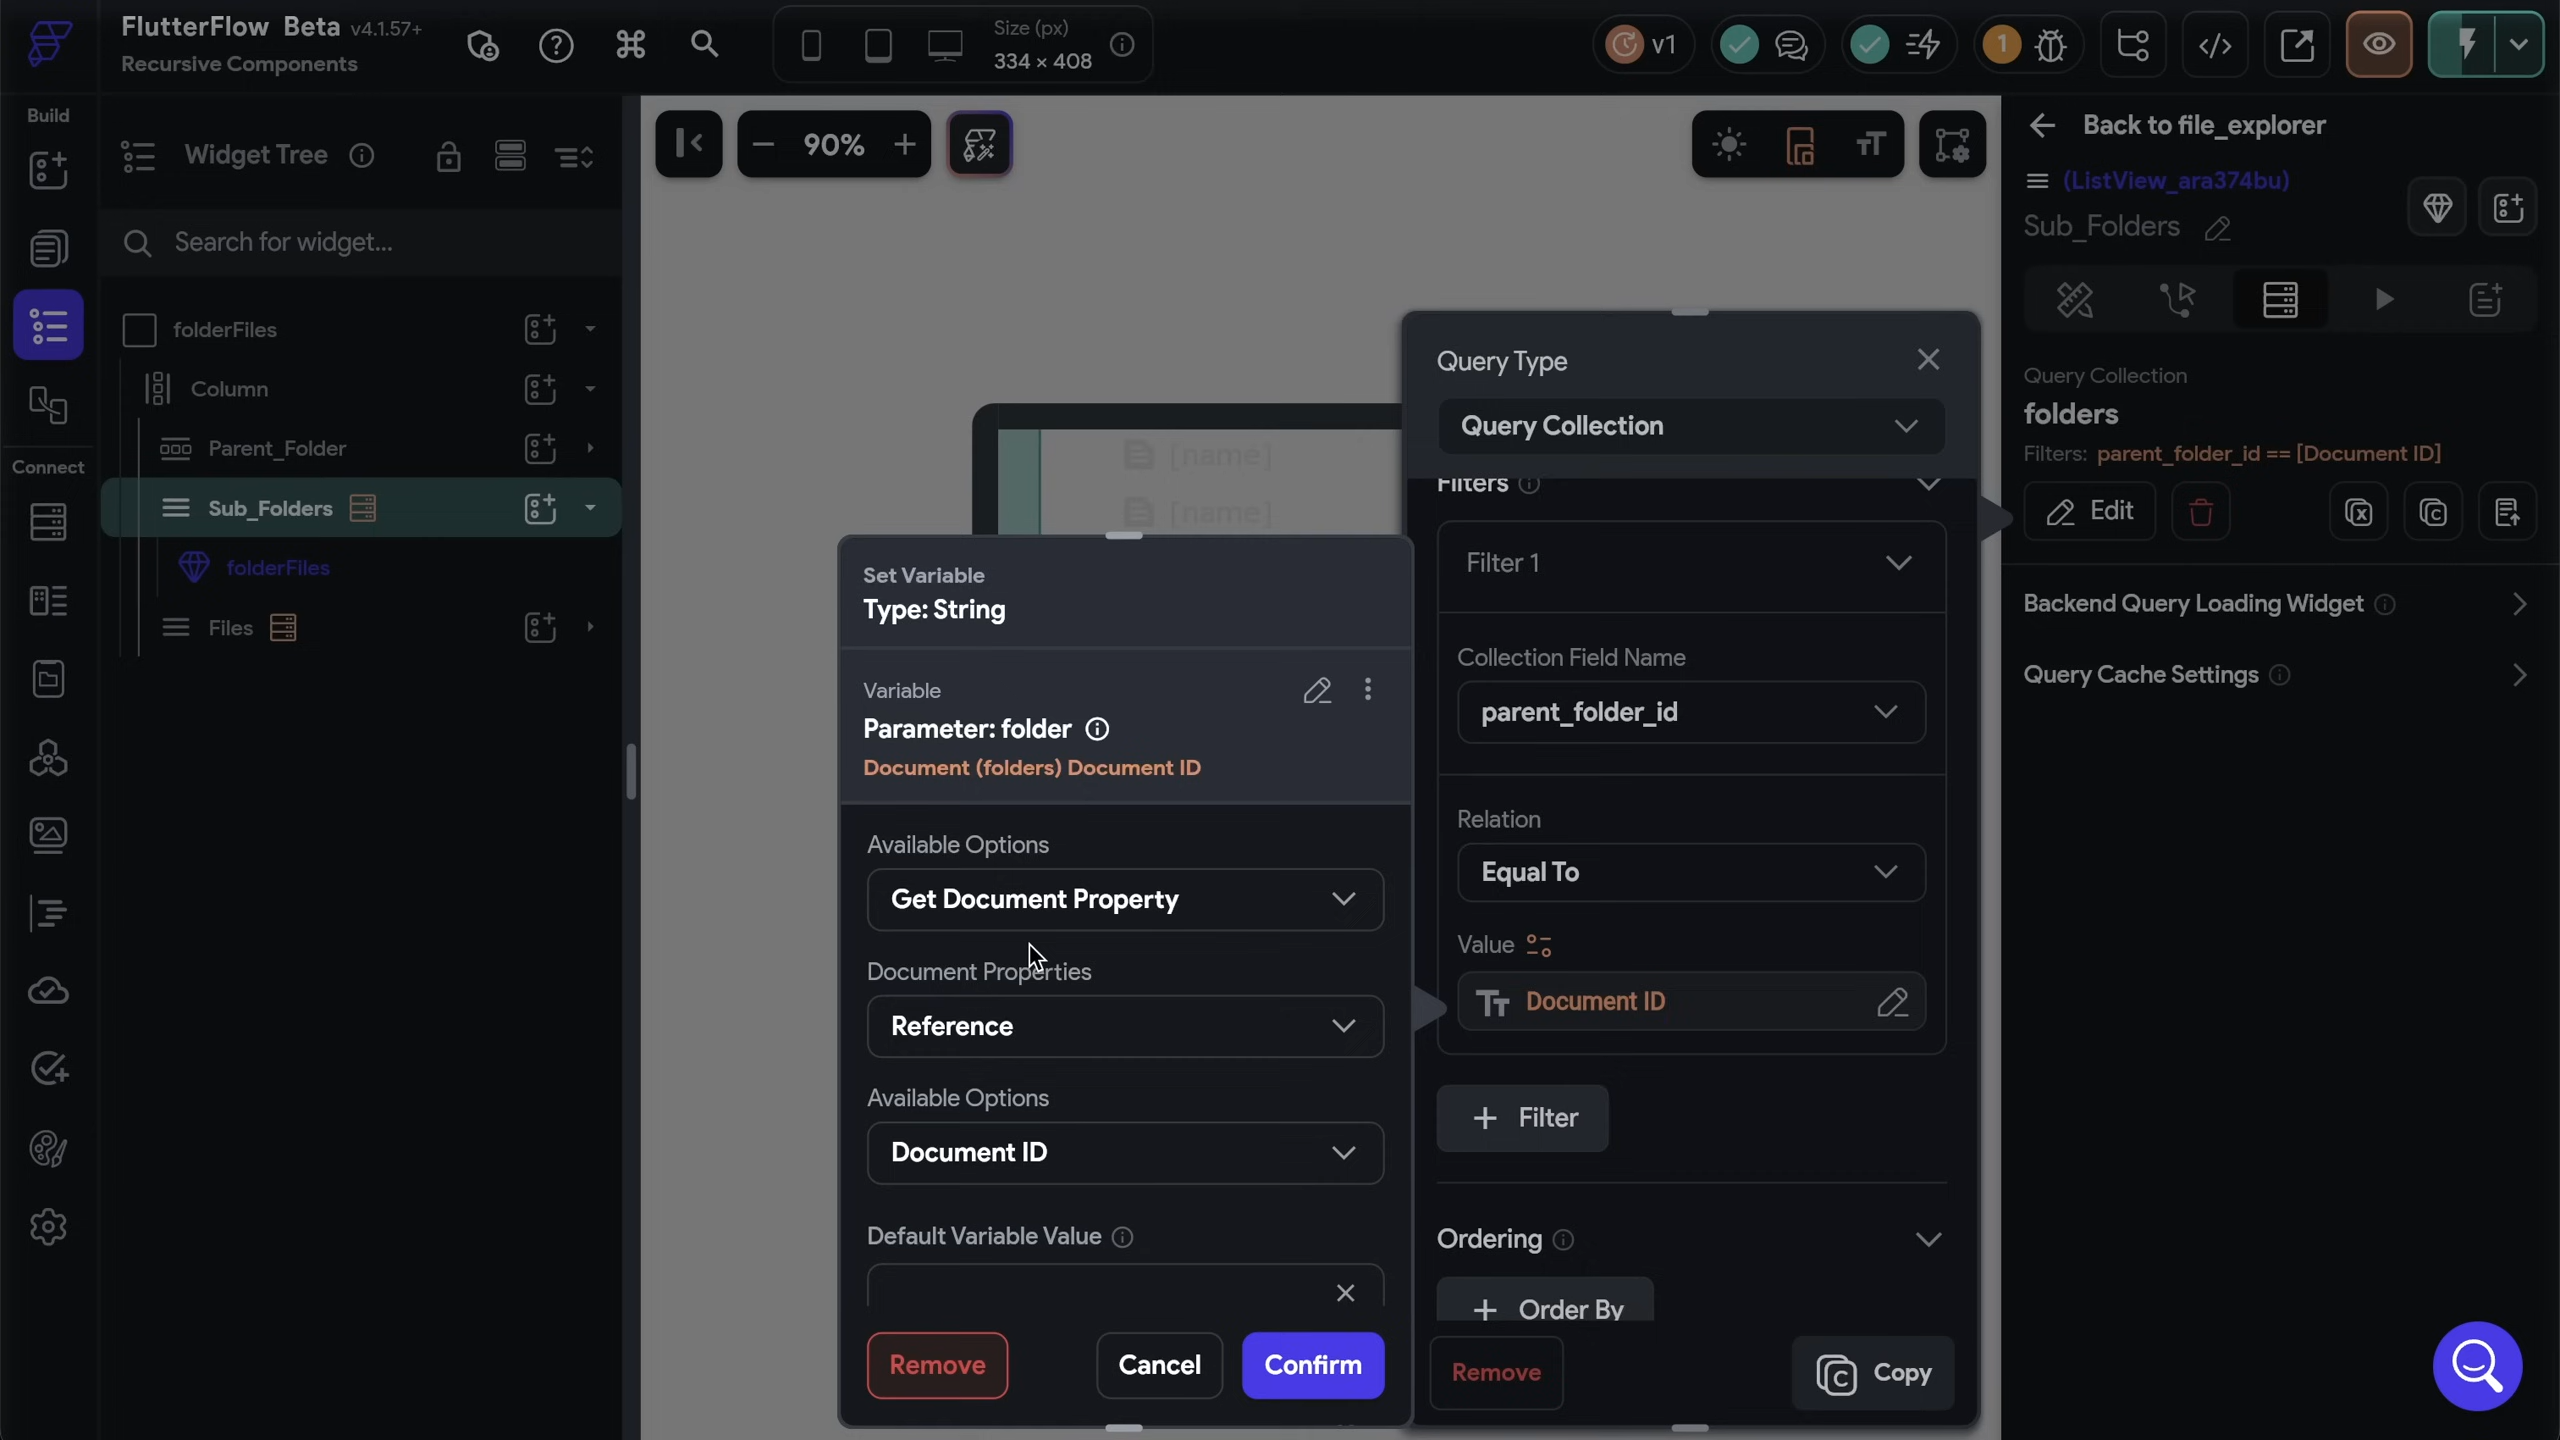 FlutterFlow Beta v4.1.57+
Recursive Components
Size (px)
334 × 408
v1
1
Build
Connect
Widget Tree
Search for widget...
folderFiles
Column
Parent_Folder
Sub_Folders
folderFiles
Files
90%
[name]
[name]
Set Variable
Type: String
Variable
Parameter: folder
Document (folders) Document ID
Available Options
Get Document Property
Document Properties
Reference
Available Options
Document ID
Default Variable Value
Remove
Cancel
Confirm
Query Type
Query Collection
Filters
Filter 1
Collection Field Name
parent_folder_id
Relation
Equal To
Value
Document ID
Filter
Ordering
Order By
Remove
Copy
Back to file_explorer
(ListView_ara374bu)
Sub_Folders
Query Collection
folders
Filters: parent_folder_id == [Document ID]
Edit
Backend Query Loading Widget
Query Cache Settings